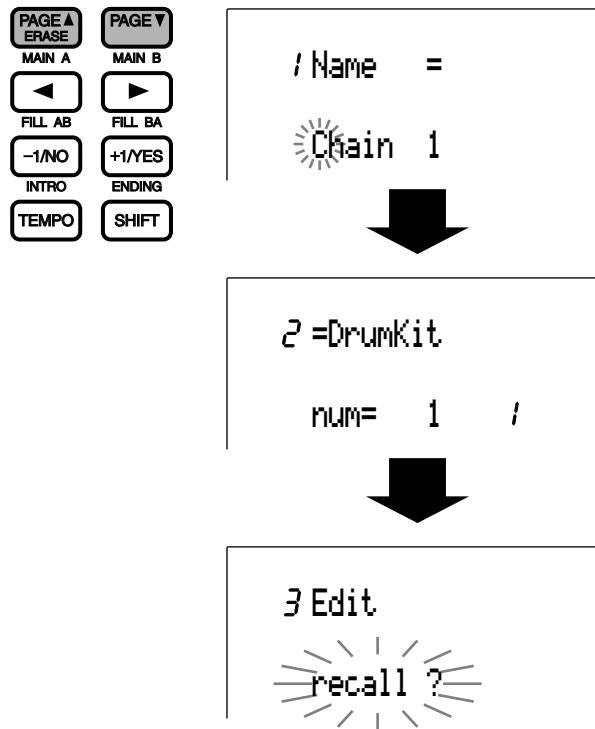 PAGE▲ PAGE▼
ERASE
MAIN A MAIN B
◄ ►
FILL AB FILL BA
−1/NO +1/YES
INTRO ENDING
TEMPO SHIFT
1 Name =
Chain 1
2 =DrumKit
num= 1 1
3 Edit
recall ?